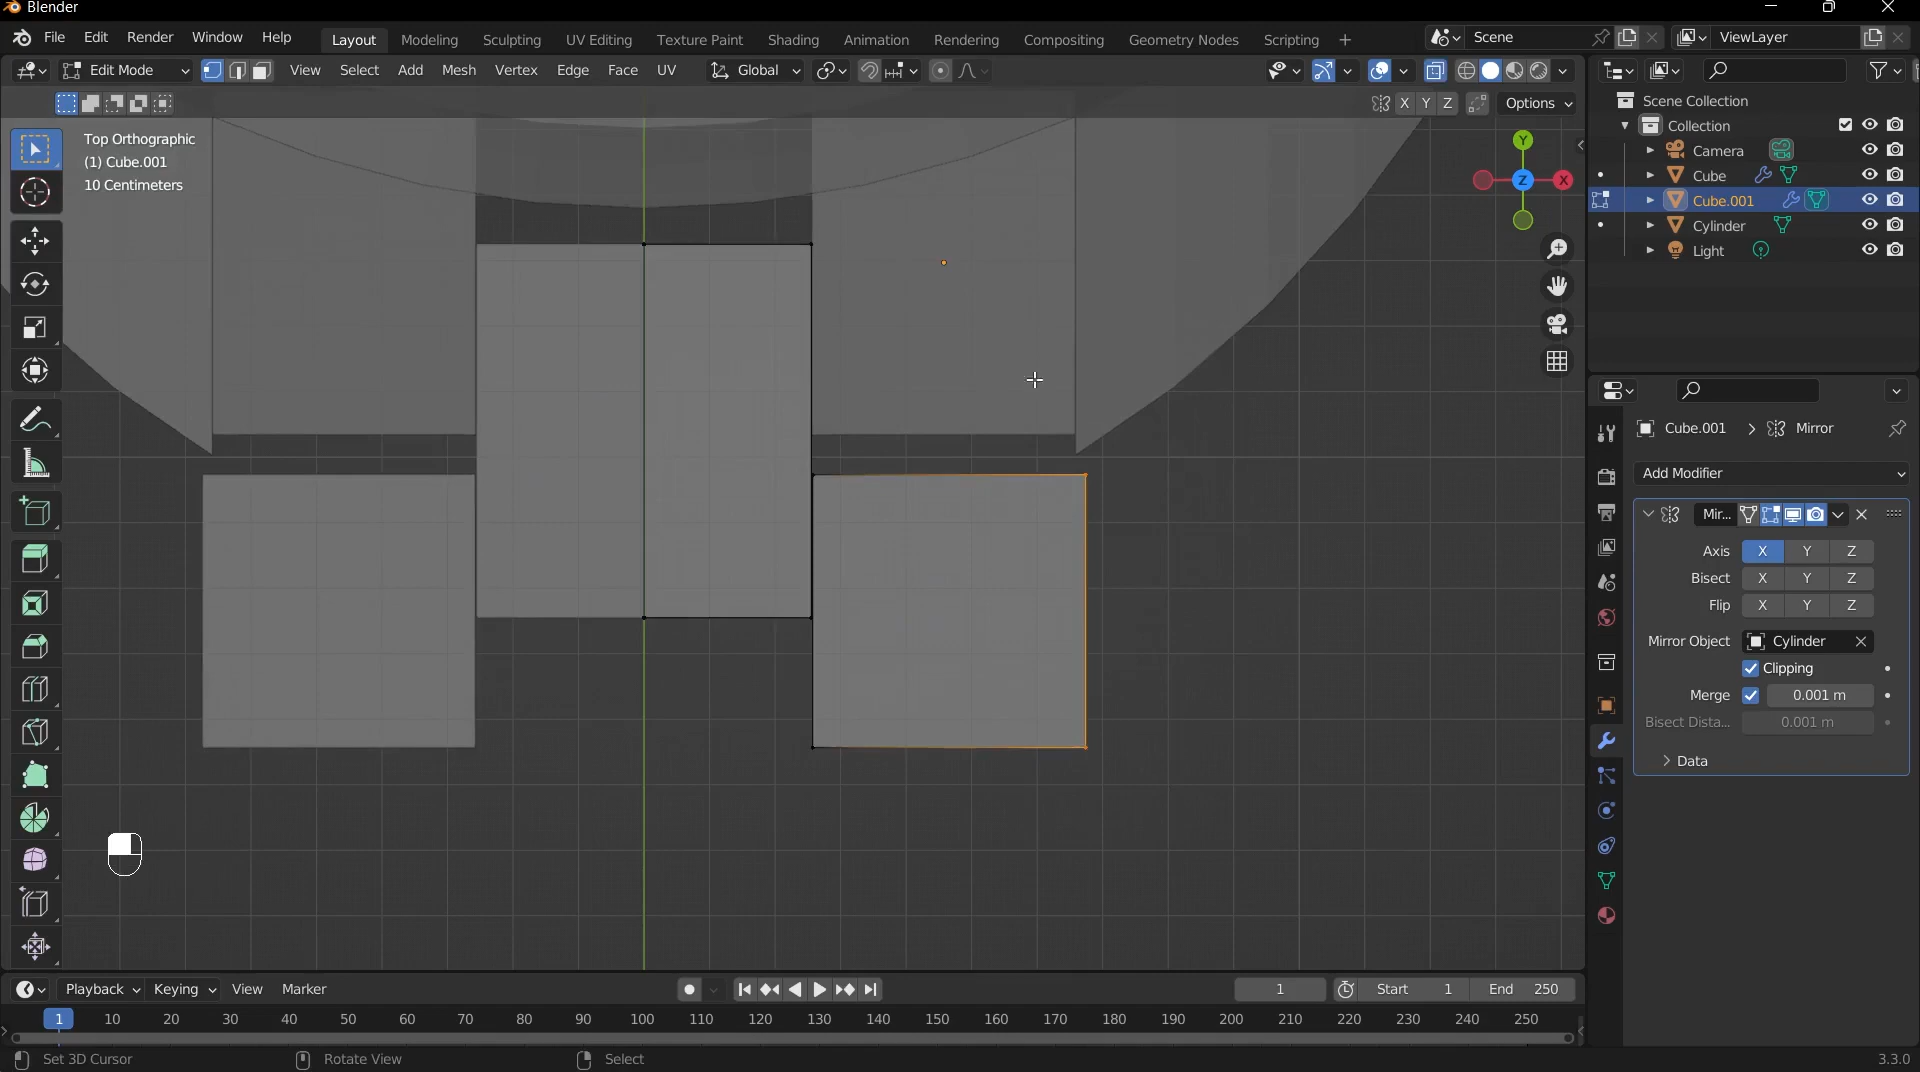 Blender
File Edit Render Window Help Layout Modeling Sculpting UV Editing Texture Paint Shading Animation Rendering Compositing Geometry Nodes Scripting + Scene ViewLayer
Edit Mode View Select Add Mesh Vertex Edge Face UV Global
X Y Z Options
Top Orthographic
(1) Cube.001
10 Centimeters
Y
X
Z
Scene Collection
Collection
Camera
Cube
Cube.001
Cylinder
Light
Cube.001 > Mirror
Add Modifier
Mir...
Axis X Y Z
Bisect X Y Z
Flip X Y Z
Mirror Object Cylinder
Clipping
Merge 0.001 m
Bisect Dista... 0.001 m
Data
Playback Keying View Marker 1 Start 1 End 250
1 10 20 30 40 50 60 70 80 90 100 110 120 130 140 150 160 170 180 190 200 210 220 230 240 250
Set 3D Cursor Rotate View Select 3.3.0